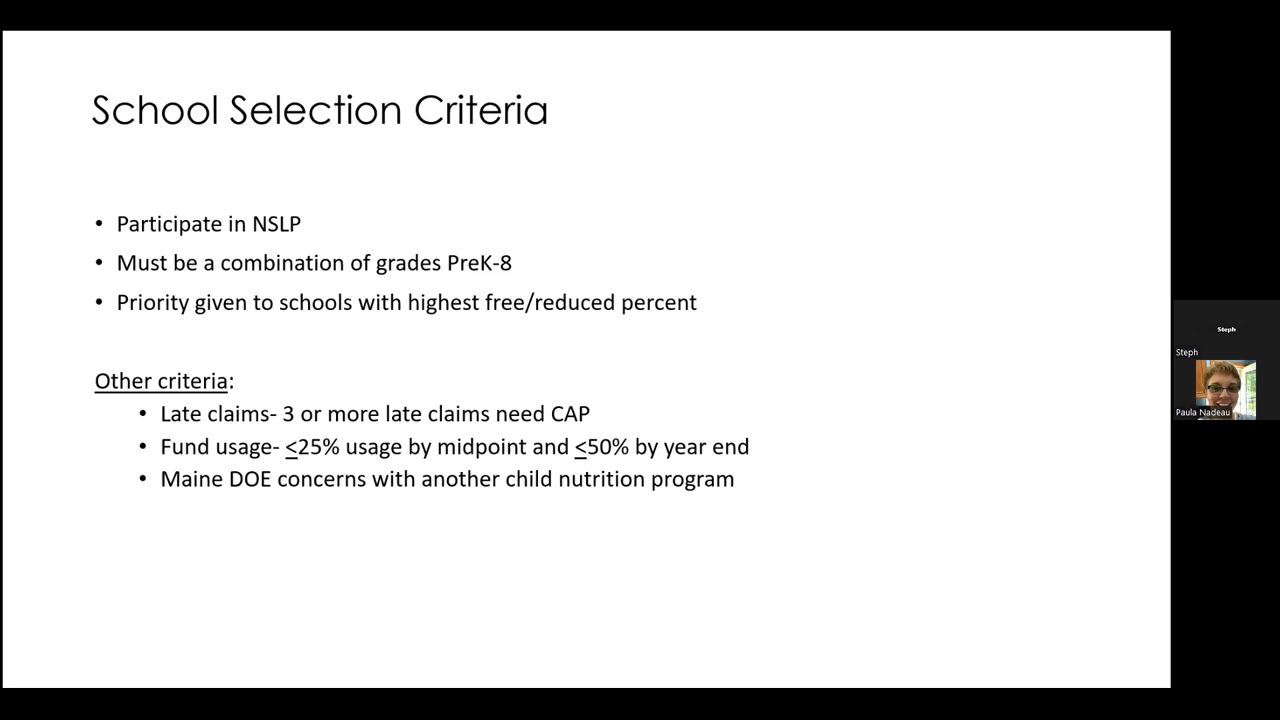 School Selection Criteria
• Participate in NSLP
• Must be a combination of grades PreK-8
• Priority given to schools with highest free/reduced percent
Other criteria:
• Late claims- 3 or more late claims need CAP
• Fund usage- <25% usage by midpoint and <50% by year end
• Maine DOE concerns with another child nutrition program
Steph
Steph
Paula Nadeau